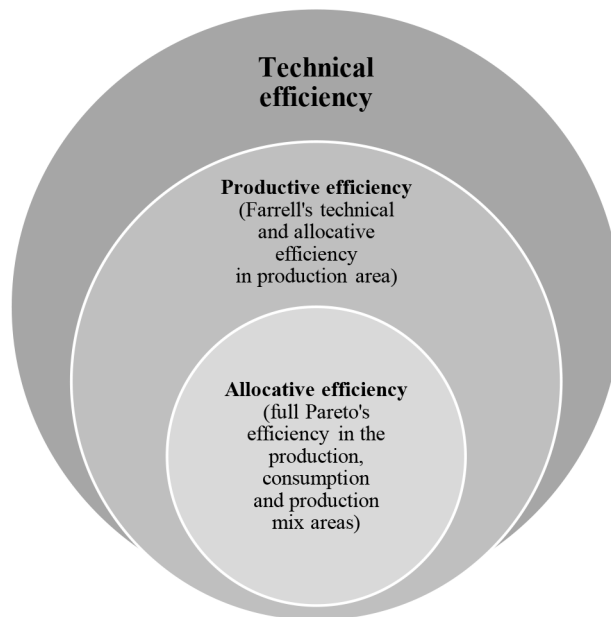 Technical
efficiency
Productive efficiency
(Farrell's technical
and allocative
efficiency
in production area)
Allocative efficiency
(full Pareto's
efficiency in the
production,
consumption
and production
mix areas)